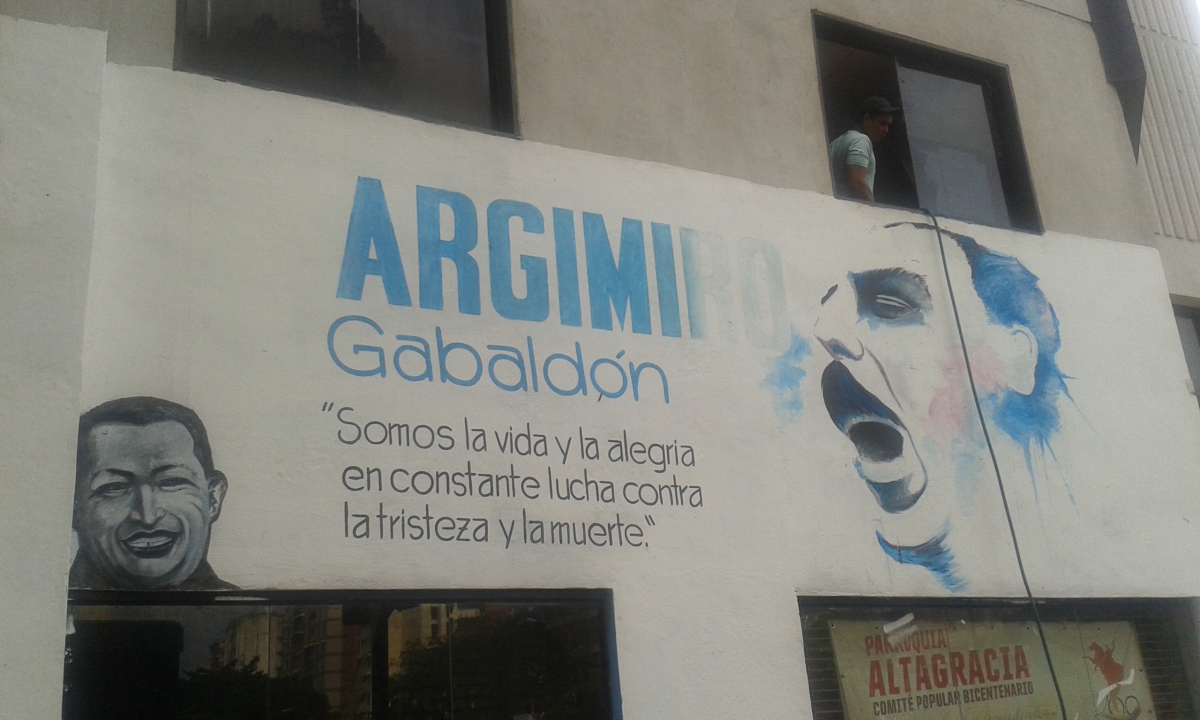 ARGIMIRO
Gabaldón
"Somos la vida y la alegria
en constante lucha contra
la tristeza y la muerte."
PARROQUIA
ALTAGRACIA
COMITE POPULAR BICENTENARIO